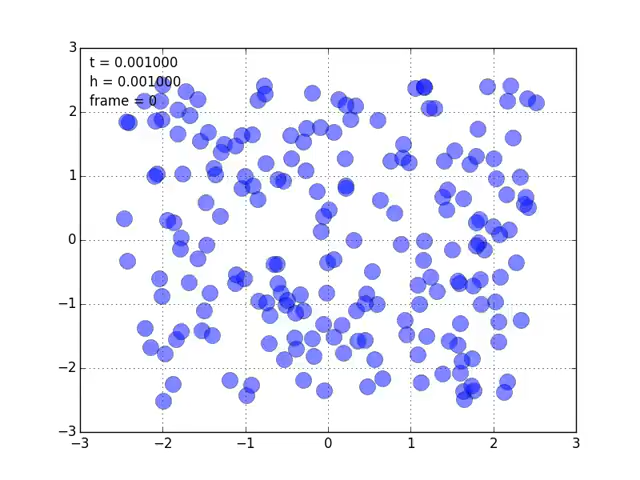 3
t = 0.001000
h = 0.001000
frame = 0
2
1
0
−1
−2
−3
−3 −2 −1 0 1 2 3